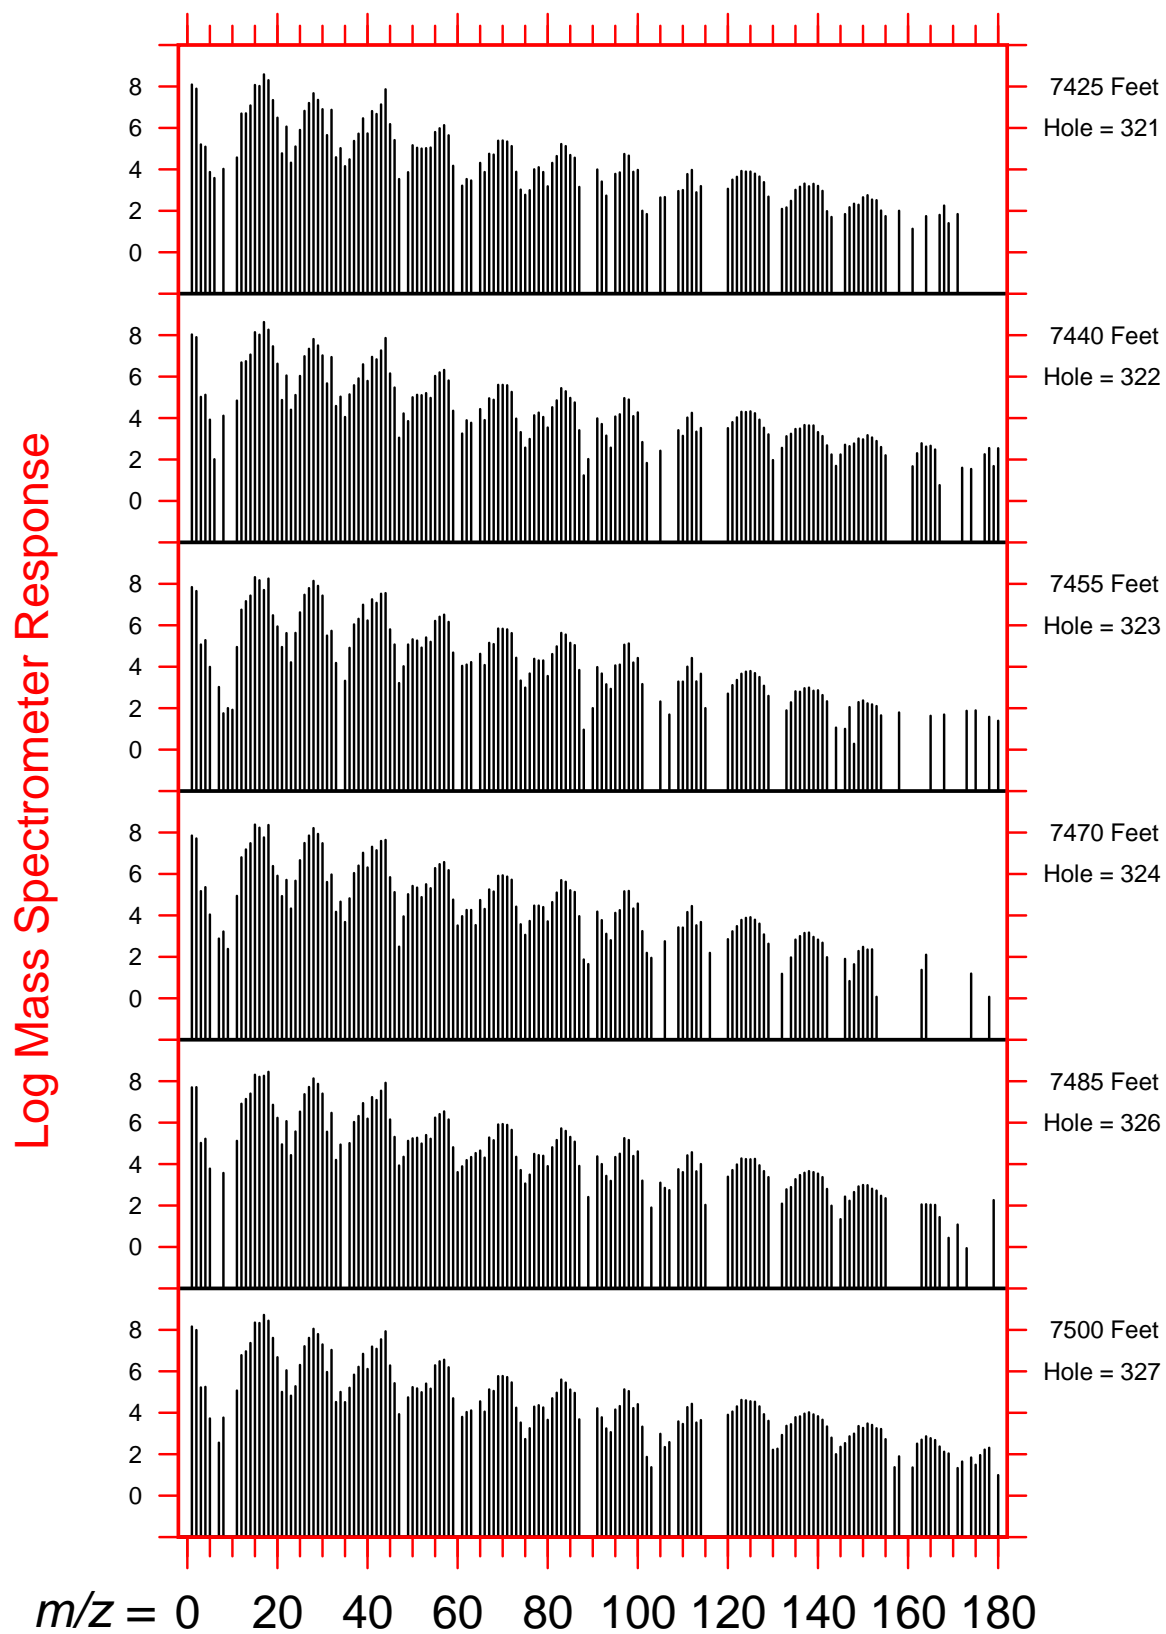 Log Mass Spectrometer Response
8
6
4
2
0
7425 Feet
Hole = 321
8
6
4
2
0
7440 Feet
Hole = 322
8
6
4
2
0
7455 Feet
Hole = 323
8
6
4
2
0
7470 Feet
Hole = 324
8
6
4
2
0
7485 Feet
Hole = 326
8
6
4
2
0
7500 Feet
Hole = 327
m/z = 0 20 40 60 80 100 120 140 160 180